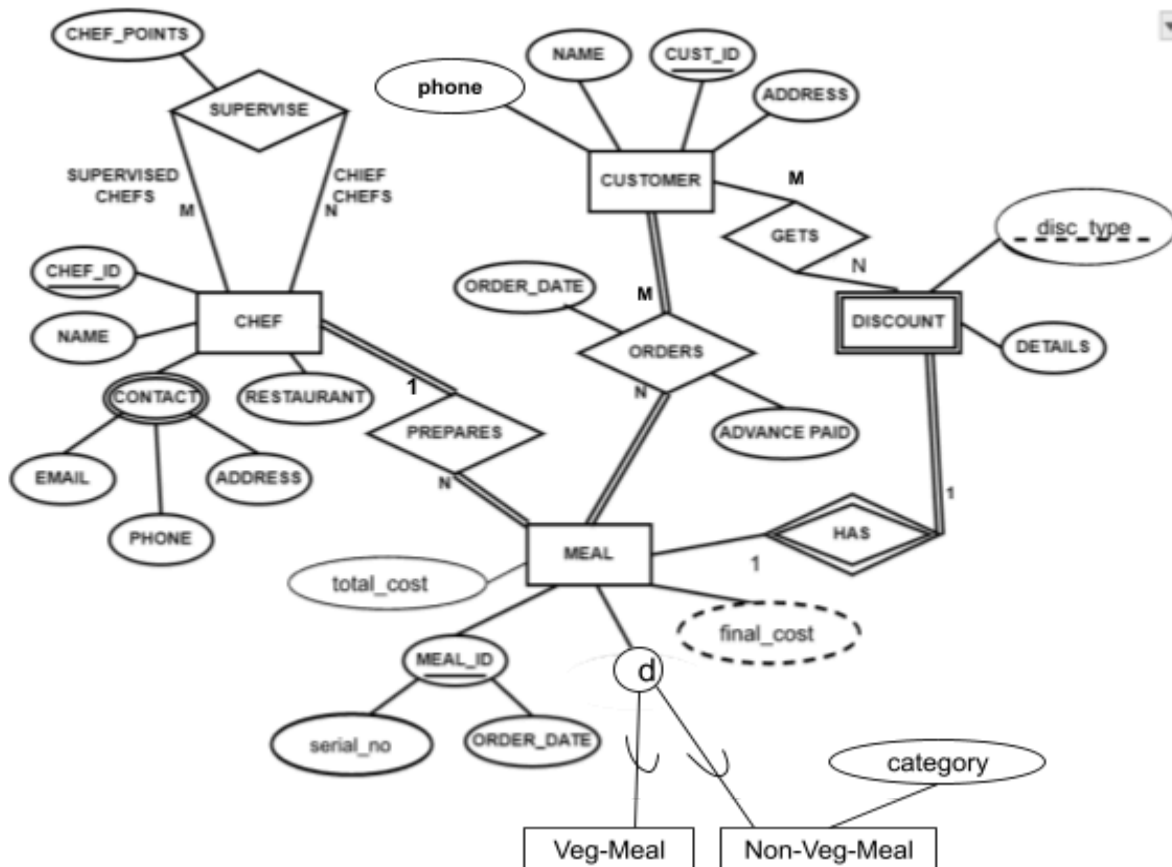 CHEF_POINTS
SUPERVISE
SUPERVISED
CHEFS
M
CHIEF
CHEFS
N
CHEF_ID
NAME
CHEF
CONTACT
RESTAURANT
EMAIL
PHONE
ADDRESS
1
PREPARES
N
phone
NAME
CUST_ID
ADDRESS
CUSTOMER
M
GETS
N
disc_type
DISCOUNT
DETAILS
ORDER_DATE
M
ORDERS
N
ADVANCE PAID
1
HAS
1
MEAL
total_cost
final_cost
MEAL_ID
serial_no
ORDER_DATE
d
category
Veg-Meal
Non-Veg-Meal